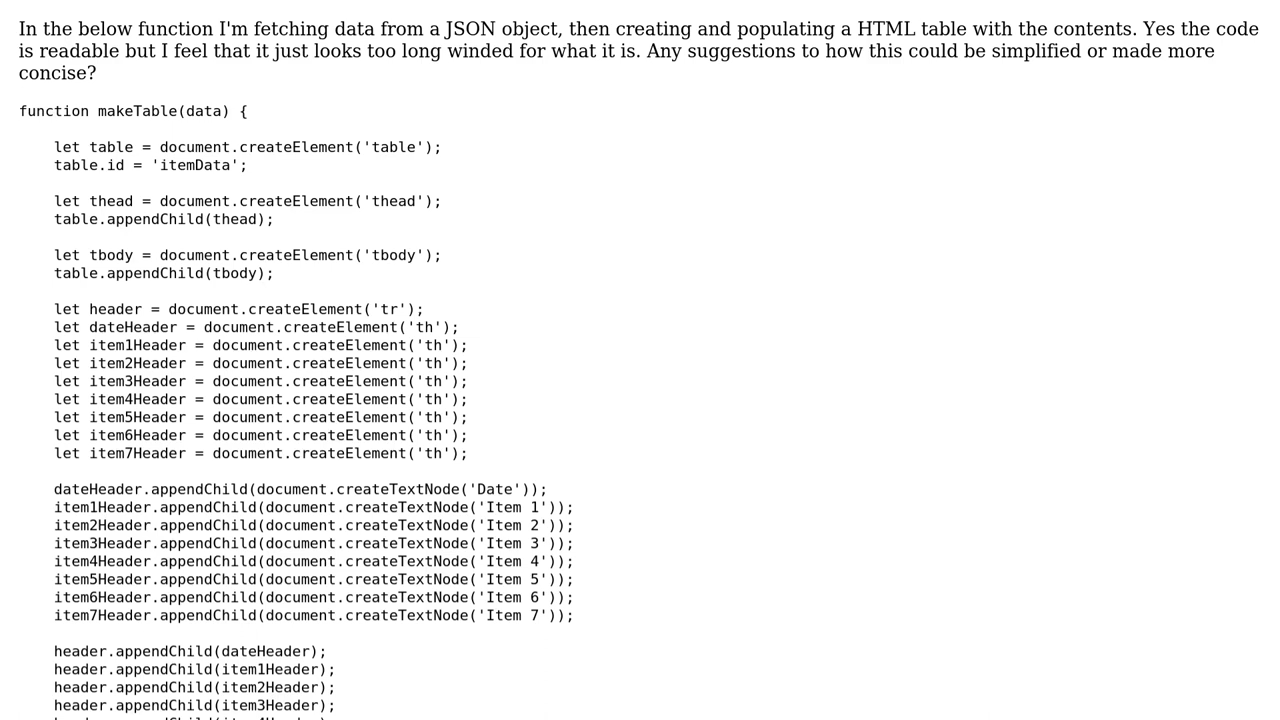 In the below function I'm fetching data from a JSON object, then creating and populating a HTML table with the contents. Yes the code
is readable but I feel that it just looks too long winded for what it is. Any suggestions to how this could be simplified or made more
concise?
function makeTable(data) {
let table = document.createElement('table');
table.id = 'itemData';
let thead = document.createElement('thead');
table.appendChild(thead);
let tbody = document.createElement('tbody');
table.appendChild(tbody);
let header = document.createElement('tr');
let dateHeader = document.createElement('th');
let item1Header = document.createElement('th');
let item2Header = document.createElement('th');
let item3Header = document.createElement('th');
let item4Header = document.createElement('th');
let item5Header = document.createElement('th');
let item6Header = document.createElement('th');
let item7Header = document.createElement('th');
dateHeader.appendChild(document.createTextNode('Date'));
item1Header.appendChild(document.createTextNode('Item 1'));
item2Header.appendChild(document.createTextNode('Item 2'));
item3Header.appendChild(document.createTextNode('Item 3'));
item4Header.appendChild(document.createTextNode('Item 4'));
item5Header.appendChild(document.createTextNode('Item 5'));
item6Header.appendChild(document.createTextNode('Item 6'));
item7Header.appendChild(document.createTextNode('Item 7'));
header.appendChild(dateHeader);
header.appendChild(item1Header);
header.appendChild(item2Header);
header.appendChild(item3Header);